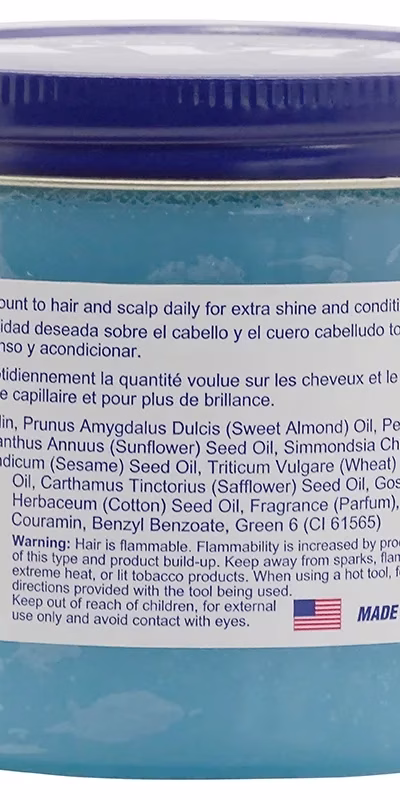 ount to hair and scalp daily for extra shine and conditi
idad deseada sobre el cabello y el cuero cabelludo to
nso y acondicionar.
tidiennement la quantité voulue sur les cheveux et le
e capillaire et pour plus de brillance.
lin, Prunus Amygdalus Dulcis (Sweet Almond) Oil, Pe
anthus Annuus (Sunflower) Seed Oil, Simmondsia Ch
ndicum (Sesame) Seed Oil, Triticum Vulgare (Wheat)
Oil, Carthamus Tinctorius (Safflower) Seed Oil, Gos
Herbaceum (Cotton) Seed Oil, Fragrance (Parfum),
Couramin, Benzyl Benzoate, Green 6 (CI 61565)
Warning: Hair is flammable. Flammability is increased by pro
of this type and product build-up. Keep away from sparks, flam
extreme heat, or lit tobacco products. When using a hot tool, f
directions provided with the tool being used.
Keep out of reach of children, for external
use only and avoid contact with eyes.
MADE